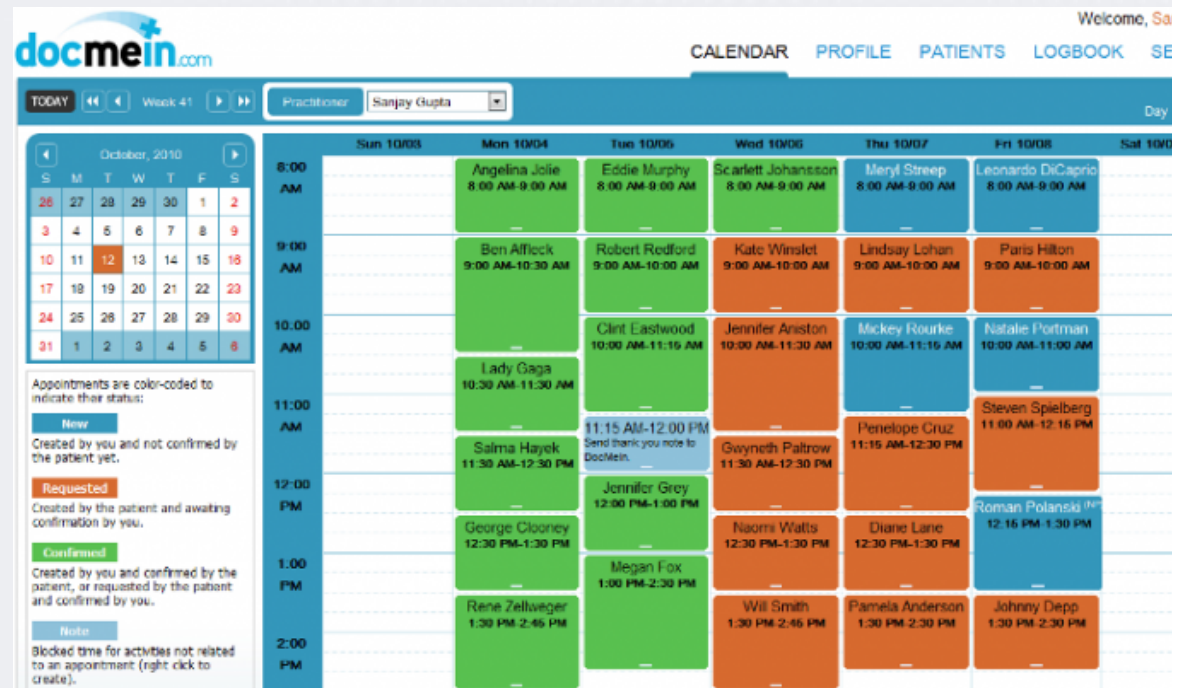 Welcome, Sa
docmein.com
CALENDAR PROFILE PATIENTS LOGBOOK SE
TODAY Week 41 Practitioner Sanjay Gupta
Day
October, 2010
S M T W T F S
26 27 28 29 30 1 2
3 4 5 6 7 8 9
10 11 12 13 14 15 16
17 18 19 20 21 22 23
24 25 26 27 28 29 30
31 1 2 3 4 5 6
Appointments are color-coded to
indicate their status:
New
Created by you and not confirmed by
the patient yet.
Requested
Created by the patient and awaiting
confirmation by you.
Confirmed
Created by you and confirmed by the
patient, or requested by the patient
and confirmed by you.
Note
Blocked time for activities not related
to an appointment (right click to
create).
Sun 10/03 Mon 10/04 Tue 10/05 Wed 10/06 Thu 10/07 Fri 10/08 Sat 10/0
8:00
AM
9:00
AM
10:00
AM
11:00
AM
12:00
PM
1:00
PM
2:00
PM
Angelina Jolie
8:00 AM-9:00 AM
Ben Affleck
9:00 AM-10:30 AM
Lady Gaga
10:30 AM-11:30 AM
Salma Hayek
11:30 AM-12:30 PM
George Clooney
12:30 PM-1:30 PM
Rene Zellweger
1:30 PM-2:45 PM
Eddie Murphy
8:00 AM-9:00 AM
Robert Redford
9:00 AM-10:00 AM
Clint Eastwood
10:00 AM-11:15 AM
11:15 AM-12:00 PM
Send thank you note to
DocMein.
Jennifer Grey
12:00 PM-1:00 PM
Megan Fox
1:00 PM-2:30 PM
Scarlett Johansson
8:00 AM-9:00 AM
Kate Winslet
9:00 AM-10:00 AM
Jennifer Aniston
10:00 AM-11:30 AM
Gwyneth Paltrow
11:30 AM-12:30 PM
Naomi Watts
12:30 PM-1:30 PM
Will Smith
1:30 PM-2:45 PM
Meryl Streep
8:00 AM-9:00 AM
Lindsay Lohan
9:00 AM-10:00 AM
Mickey Rourke
10:00 AM-11:15 AM
Penelope Cruz
11:15 AM-12:30 PM
Diane Lane
12:30 PM-1:30 PM
Pamela Anderson
1:30 PM-2:30 PM
Leonardo DiCaprio
8:00 AM-9:00 AM
Paris Hilton
9:00 AM-10:00 AM
Natalie Portman
10:00 AM-11:00 AM
Steven Spielberg
11:00 AM-12:15 PM
Roman Polanski (NP
12:15 PM-1:30 PM
Johnny Depp
1:30 PM-2:30 PM